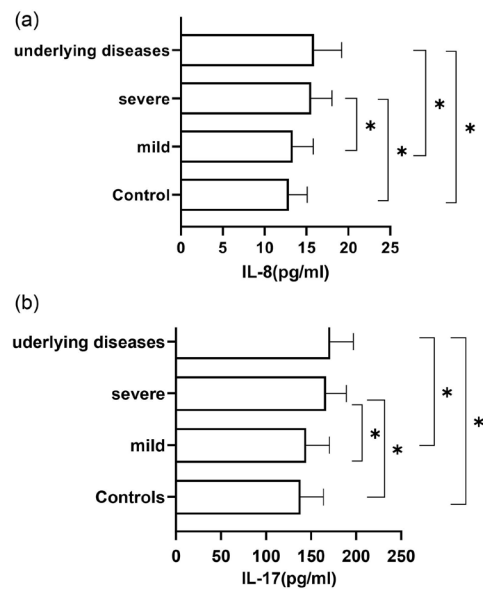 (a)
underlying diseases
severe
mild
Control
*
*
*
*
0 5 10 15 20 25
IL-8(pg/ml)
(b)
uderlying diseases
severe
mild
Controls
*
*
*
*
0 50 100 150 200 250
IL-17(pg/ml)